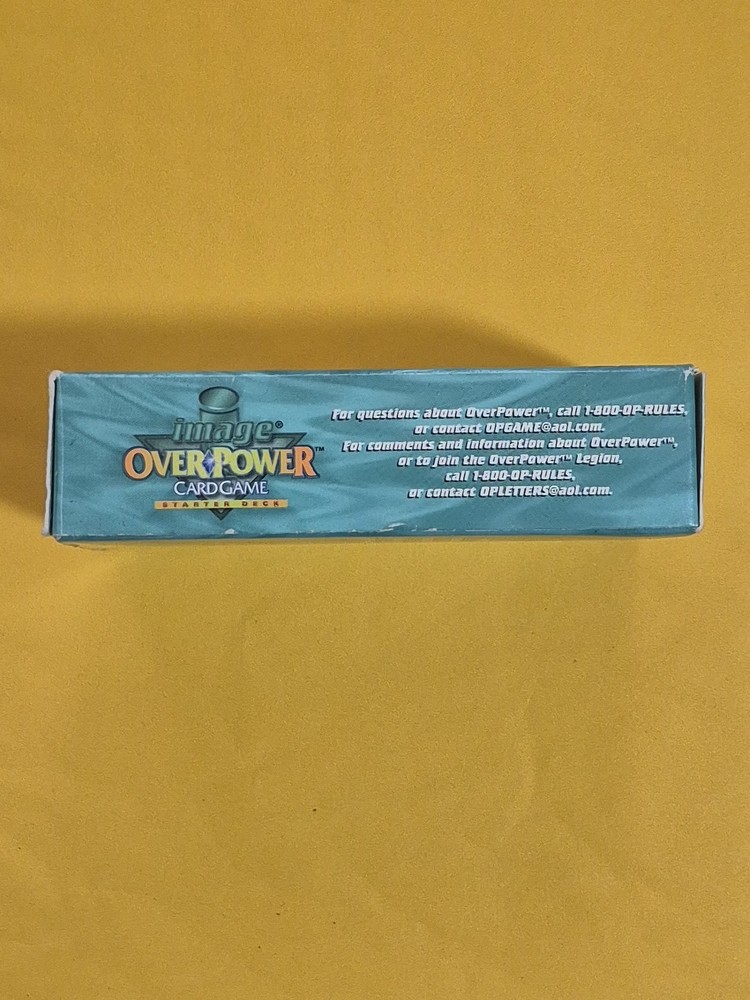 image®
OVERPOWER™
CARD GAME
STARTER DECK
For questions about OverPower™, call 1-800-OP-RULES,
or contact OPGAME@aol.com.
For comments and information about OverPower™,
or to join the OverPower™ Legion,
call 1-800-OP-RULES,
or contact OPLETTERS@aol.com.